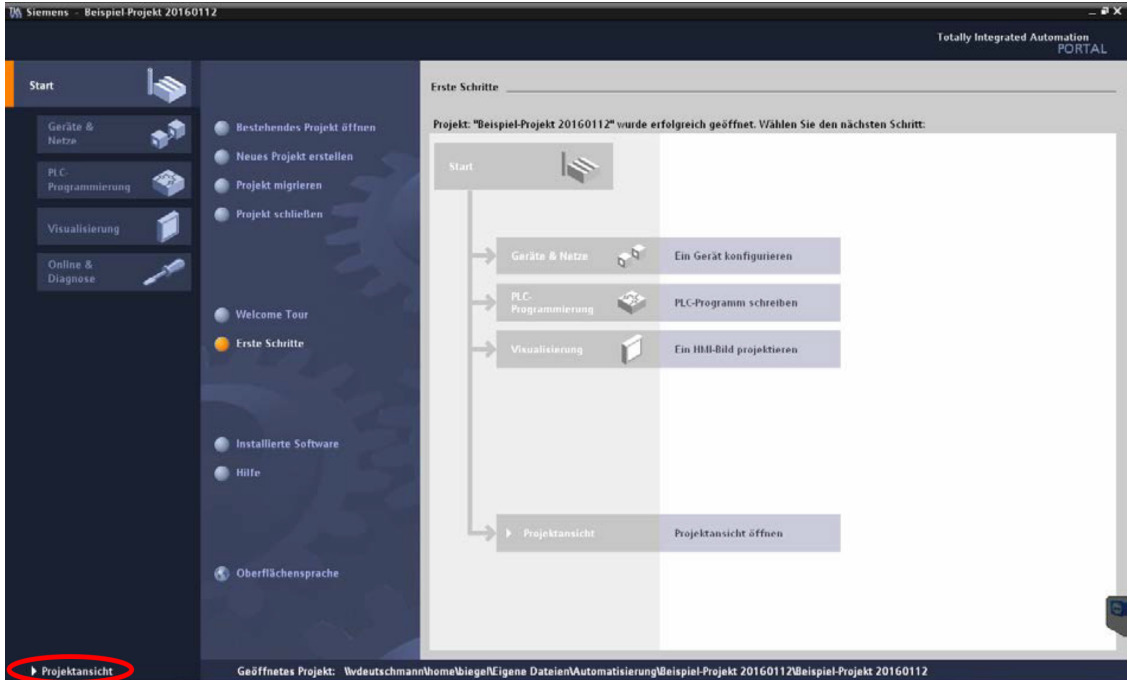 Siemens - Beispiel-Projekt 20160112
Totally Integrated Automation
PORTAL
Start
Geräte &
Netze
PLC-
Programmierung
Visualisierung
Online &
Diagnose
Bestehendes Projekt öffnen
Neues Projekt erstellen
Projekt migrieren
Projekt schließen
Welcome Tour
Erste Schritte
Installierte Software
Hilfe
Oberflächensprache
Erste Schritte
Projekt: "Beispiel-Projekt 20160112" wurde erfolgreich geöffnet. Wählen Sie den nächsten Schritt:
Start
Geräte & Netze
Ein Gerät konfigurieren
PLC-
Programmierung
PLC-Programm schreiben
Visualisierung
Ein HMI-Bild projektieren
Projektansicht
Projektansicht öffnen
Projektansicht
Geöffnetes Projekt: \\vdeutschmann\home\biegel\Eigene Dateien\Automatisierung\Beispiel-Projekt 20160112\Beispiel-Projekt 20160112